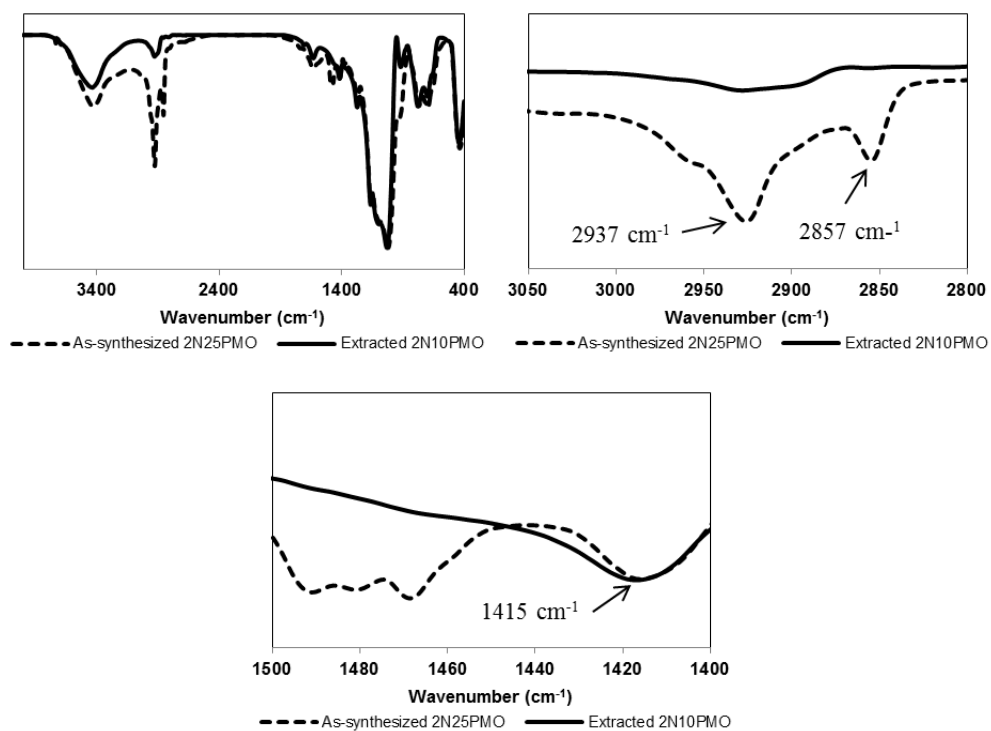 3400 2400 1400 400
Wavenumber (cm-1)
As-synthesized 2N25PMO Extracted 2N10PMO
2937 cm-1
2857 cm-1
3050 3000 2950 2900 2850 2800
Wavenumber (cm-1)
As-synthesized 2N25PMO Extracted 2N10PMO
1415 cm-1
1500 1480 1460 1440 1420 1400
Wavenumber (cm-1)
As-synthesized 2N25PMO Extracted 2N10PMO